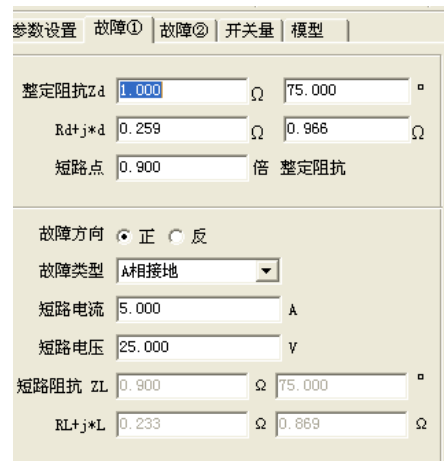 参数设置 故障① 故障② 开关量 模型
整定阻抗Zd 1.000 Ω 75.000 °
Rd+j*d 0.259 Ω 0.966 Ω
短路点 0.900 倍 整定阻抗
故障方向 正 反
故障类型 A相接地
短路电流 5.000 A
短路电压 25.000 V
短路阻抗 ZL 0.900 Ω 75.000 °
RL+j*L 0.233 Ω 0.869 Ω